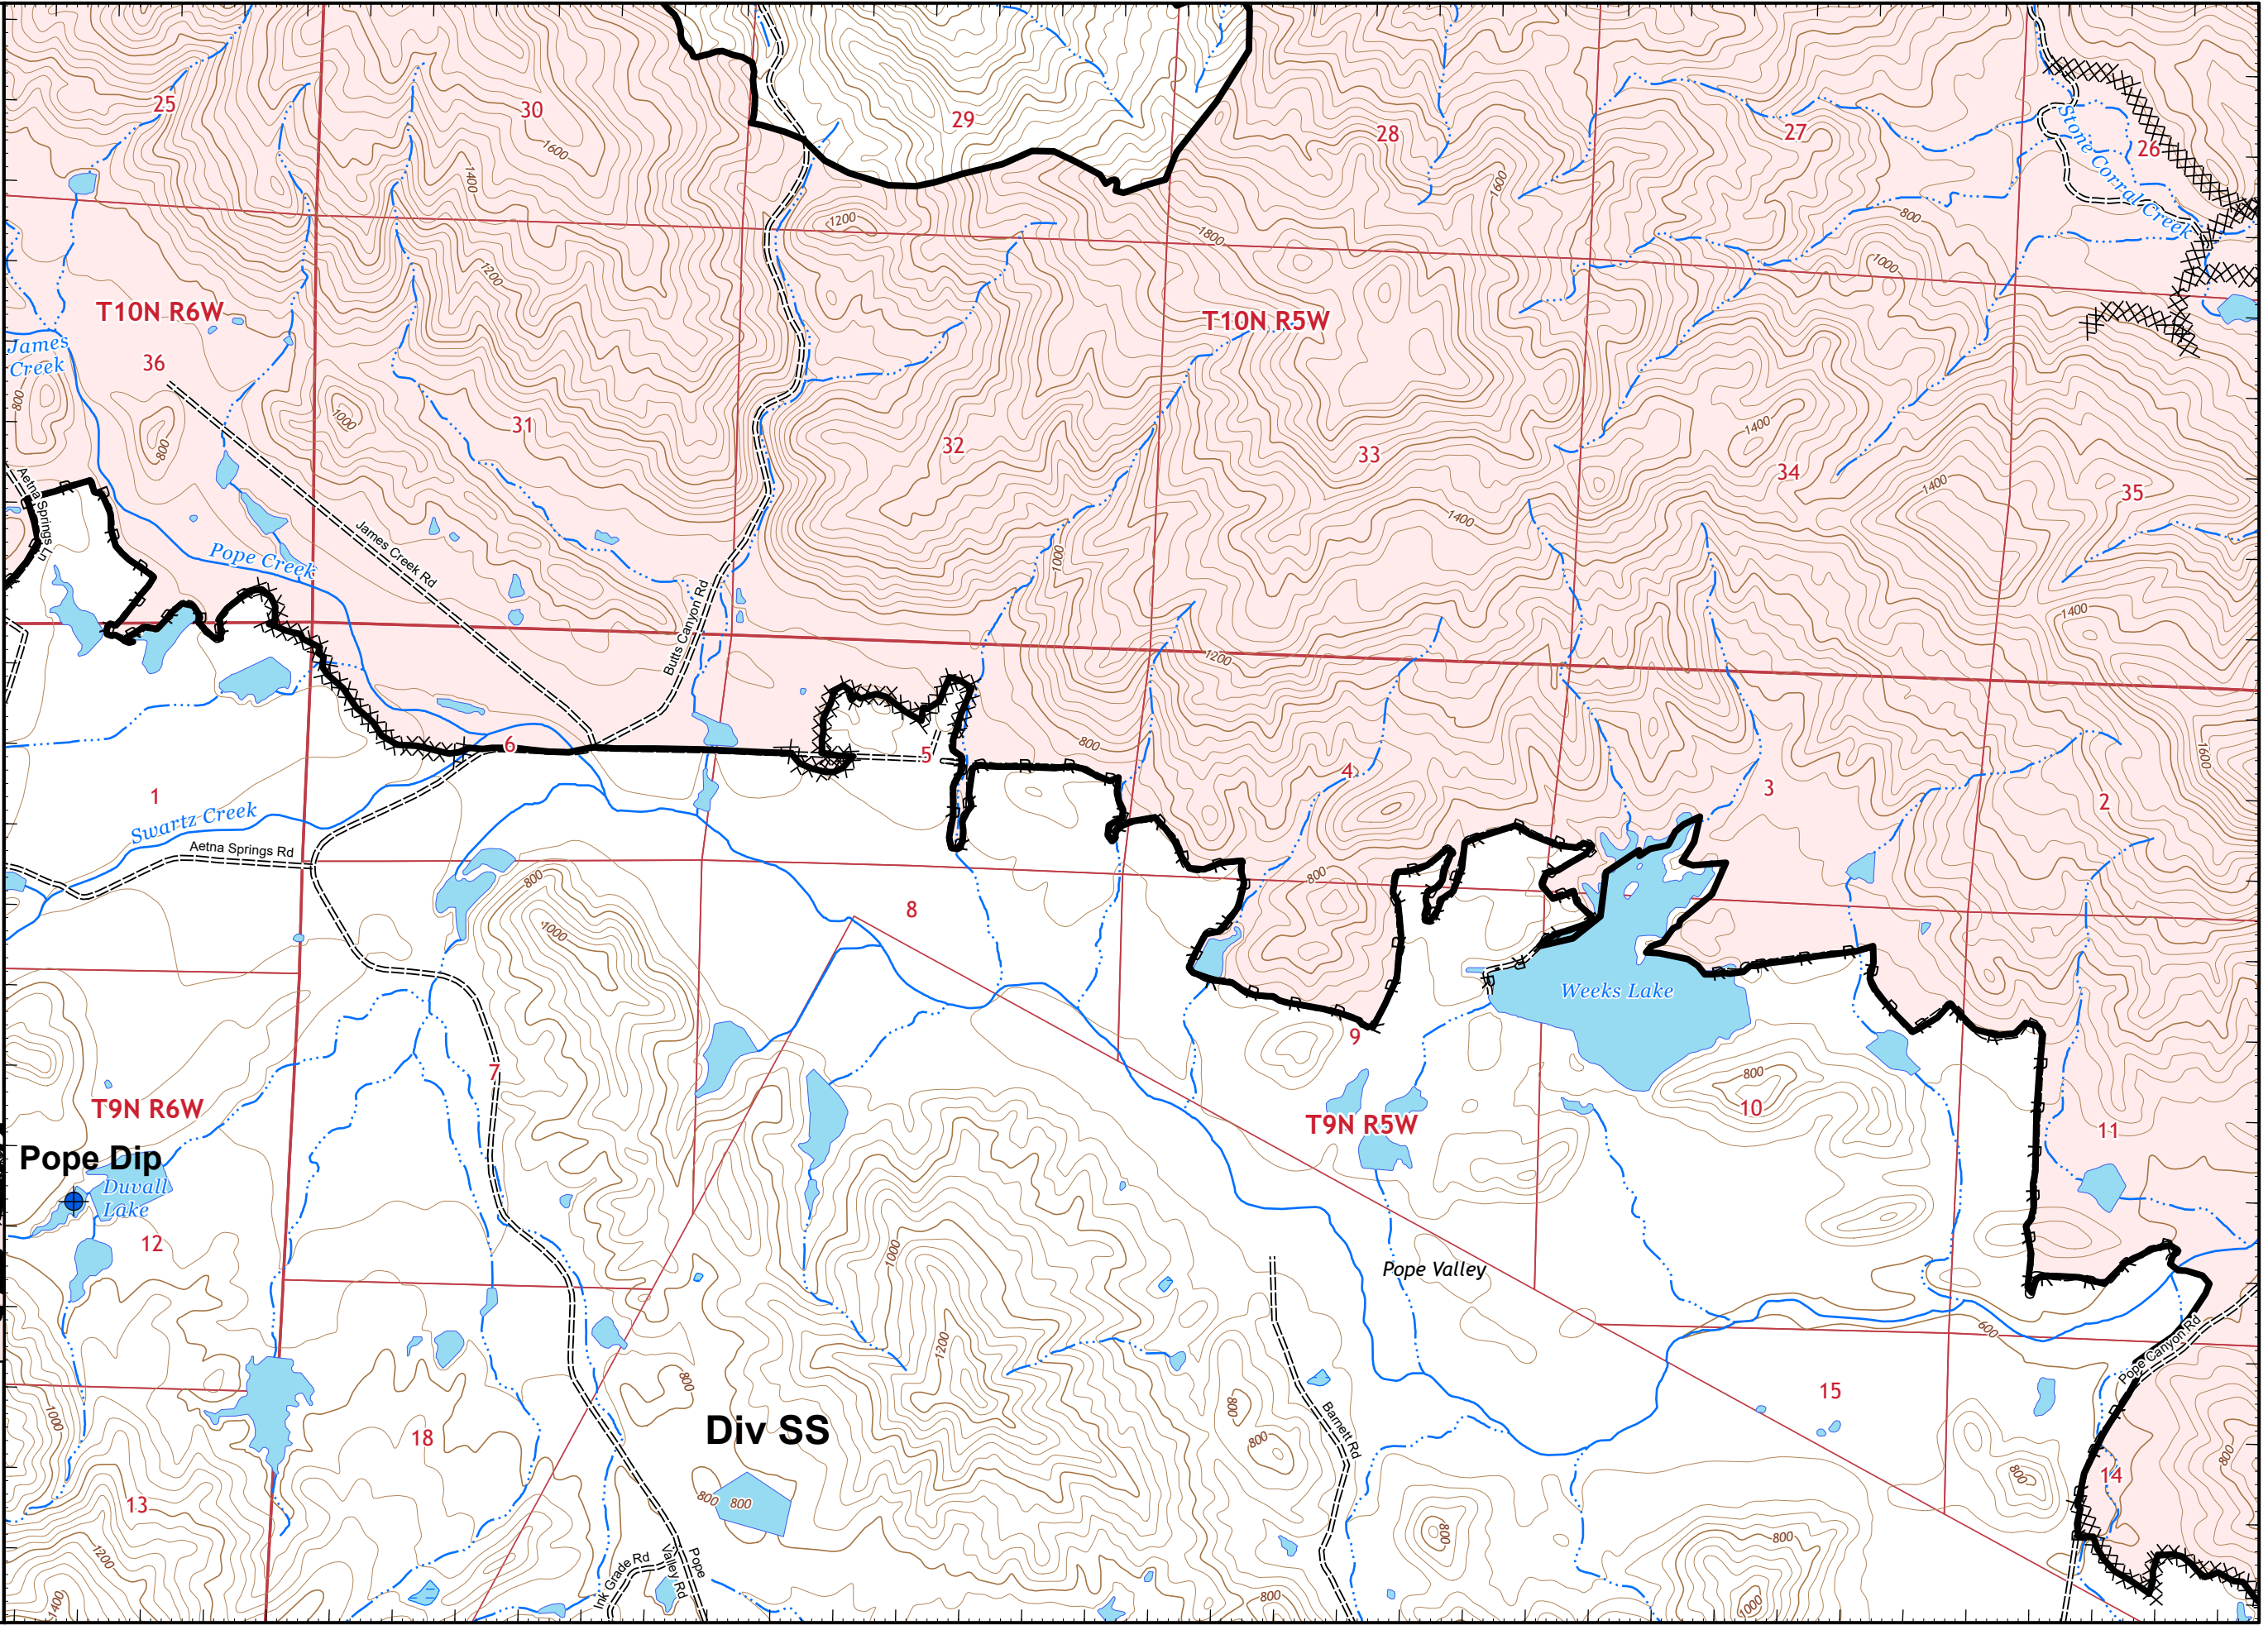 25
30
1600
1400
29
28
27
26
Stone Corral Creek
1600
1200
1800
800
1000
1200
T10N R6W
T10N R5W
James
Creek
36
800
1000
800
31
32
33
34
35
1400
1400
1400
1400
Aetna Springs Ln
James Creek Rd
Pope Creek
1000
Butts Canyon Rd
1200
1600
6
5
800
4
3
2
1
Swartz Creek
Aetna Springs Rd
800
800
8
1000
Weeks Lake
9
7
800
10
T9N R6W
T9N R5W
11
Pope Dip
Duvall
Lake
12
1000
Pope Valley
600
Pope Canyon Rd
1200
800
15
1000
800
800
Barnett Rd
Div SS
18
800
14
800
800
800
13
800
800
1200
Ink Grade Rd
Pope
Valley Rd
1400
800
1000